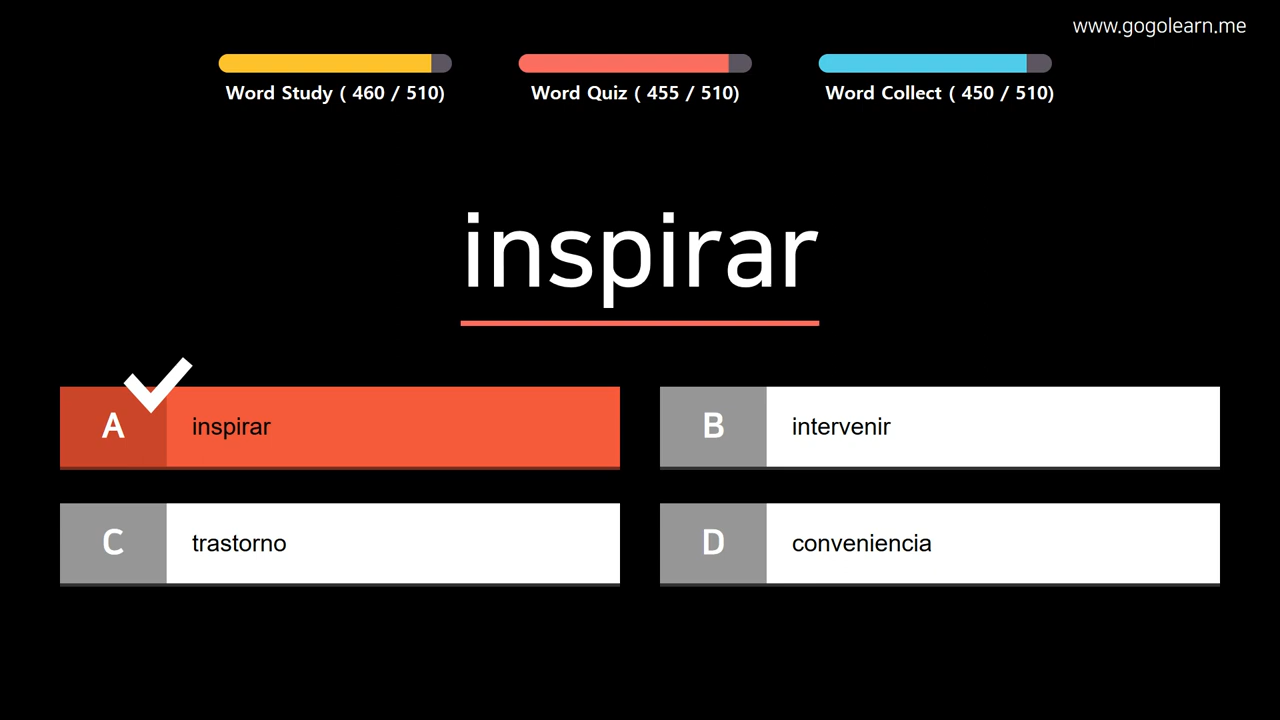 www.gogolearn.me
Word Study ( 460 / 510)
Word Quiz ( 455 / 510)
Word Collect ( 450 / 510)
inspirar
A inspirar
B intervenir
C trastorno
D conveniencia